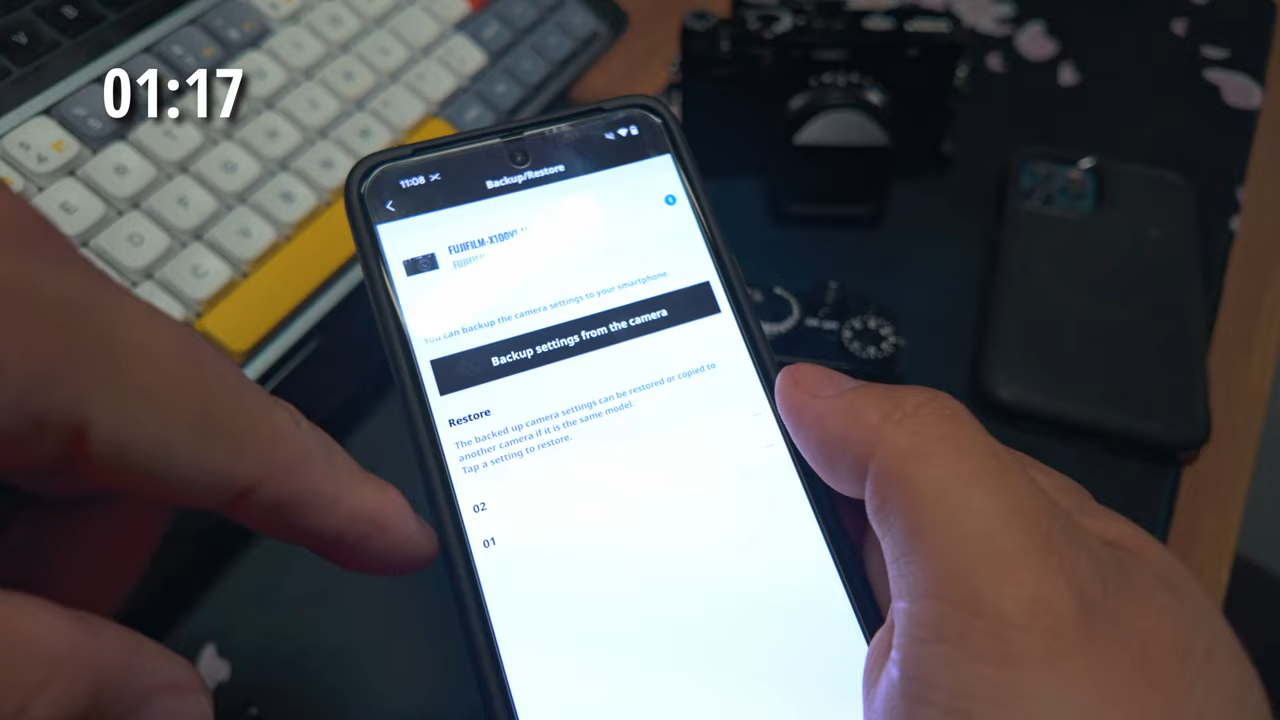 01:17
11:08
Backup/Restore
FUJIFILM-X100V
You can backup the camera settings to your smartphone.
Backup settings from the camera
Restore
The backed up camera settings can be restored or copied to
another camera if it is the same model.
Tap a setting to restore.
02
01